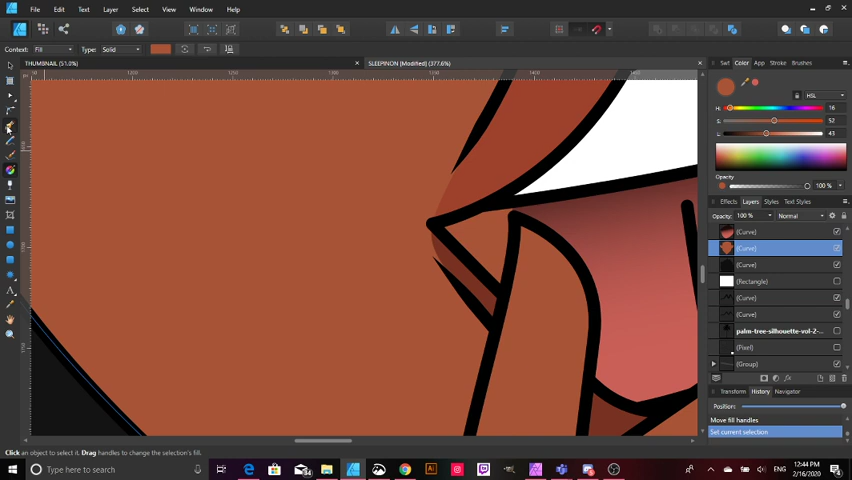 File Edit Text Layer Select View Window Help
Context: Fill Type: Solid
THUMBNAIL (51.0%) × SLEEPINON [Modified] (377.6%) ×
Swt Color App Stroke Brushes
HSL
H: 16
S: 52
L: 43
Opacity
100 %
Effects Layers Styles Text Styles
Opacity: 100 % Normal
(Curve)
(Curve)
(Curve)
(Rectangle)
(Curve)
(Curve)
palm-tree-silhouette-vol-2-...
(Pixel)
(Group)
Transform History Navigator
Position:
Move fill handles
Set current selection
Click an object to select it. Drag handles to change the selection's fill.
Type here to search
ENG
12:44 PM
2/16/2020